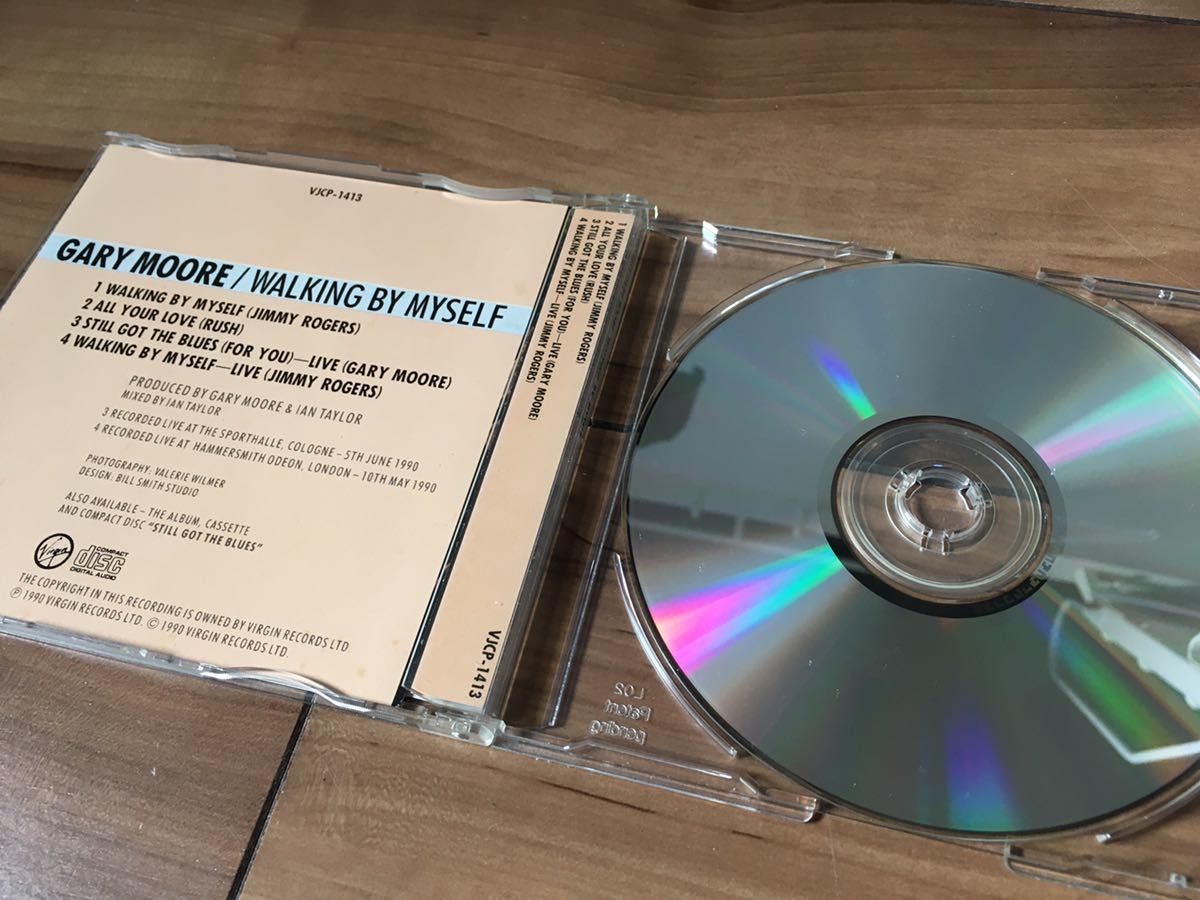 VJCP-1413
GARY MOORE / WALKING BY MYSELF
1 WALKING BY MYSELF (JIMMY ROGERS)
2 ALL YOUR LOVE (RUSH)
3 STILL GOT THE BLUES (FOR YOU)—LIVE (GARY MOORE)
4 WALKING BY MYSELF—LIVE (JIMMY ROGERS)
PRODUCED BY GARY MOORE & IAN TAYLOR
MIXED BY IAN TAYLOR
3 RECORDED LIVE AT THE SPORTHALLE, COLOGNE – 5TH JUNE 1990
4 RECORDED LIVE AT HAMMERSMITH ODEON, LONDON – 10TH MAY 1990
PHOTOGRAPHY: VALERIE WILMER
DESIGN: BILL SMITH STUDIO
ALSO AVAILABLE – THE ALBUM, CASSETTE
AND COMPACT DISC "STILL GOT THE BLUES"
Virgin
COMPACT
disc
DIGITAL AUDIO
THE COPYRIGHT IN THIS RECORDING IS OWNED BY VIRGIN RECORDS LTD
℗ 1990 VIRGIN RECORDS LTD. © 1990 VIRGIN RECORDS LTD.
1 WALKING BY MYSELF (JIMMY ROGERS)
2 ALL YOUR LOVE (RUSH)
3 STILL GOT THE BLUES (FOR YOU)—LIVE (GARY MOORE)
4 WALKING BY MYSELF—LIVE (JIMMY ROGERS)
VJCP-1413
LO2
Patent
pending